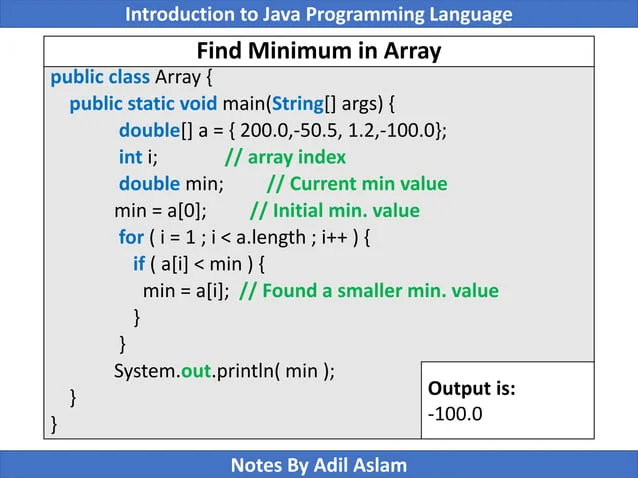 Introduction to Java Programming Language
Find Minimum in Array
public class Array {
public static void main(String[] args) {
double[] a = { 200.0,-50.5, 1.2,-100.0};
int i; // array index
double min; // Current min value
min = a[0]; // Initial min. value
for ( i = 1 ; i < a.length ; i++ ) {
if ( a[i] < min ) {
min = a[i]; // Found a smaller min. value
}
}
System.out.println( min );
}
}
Output is:
-100.0
Notes By Adil Aslam